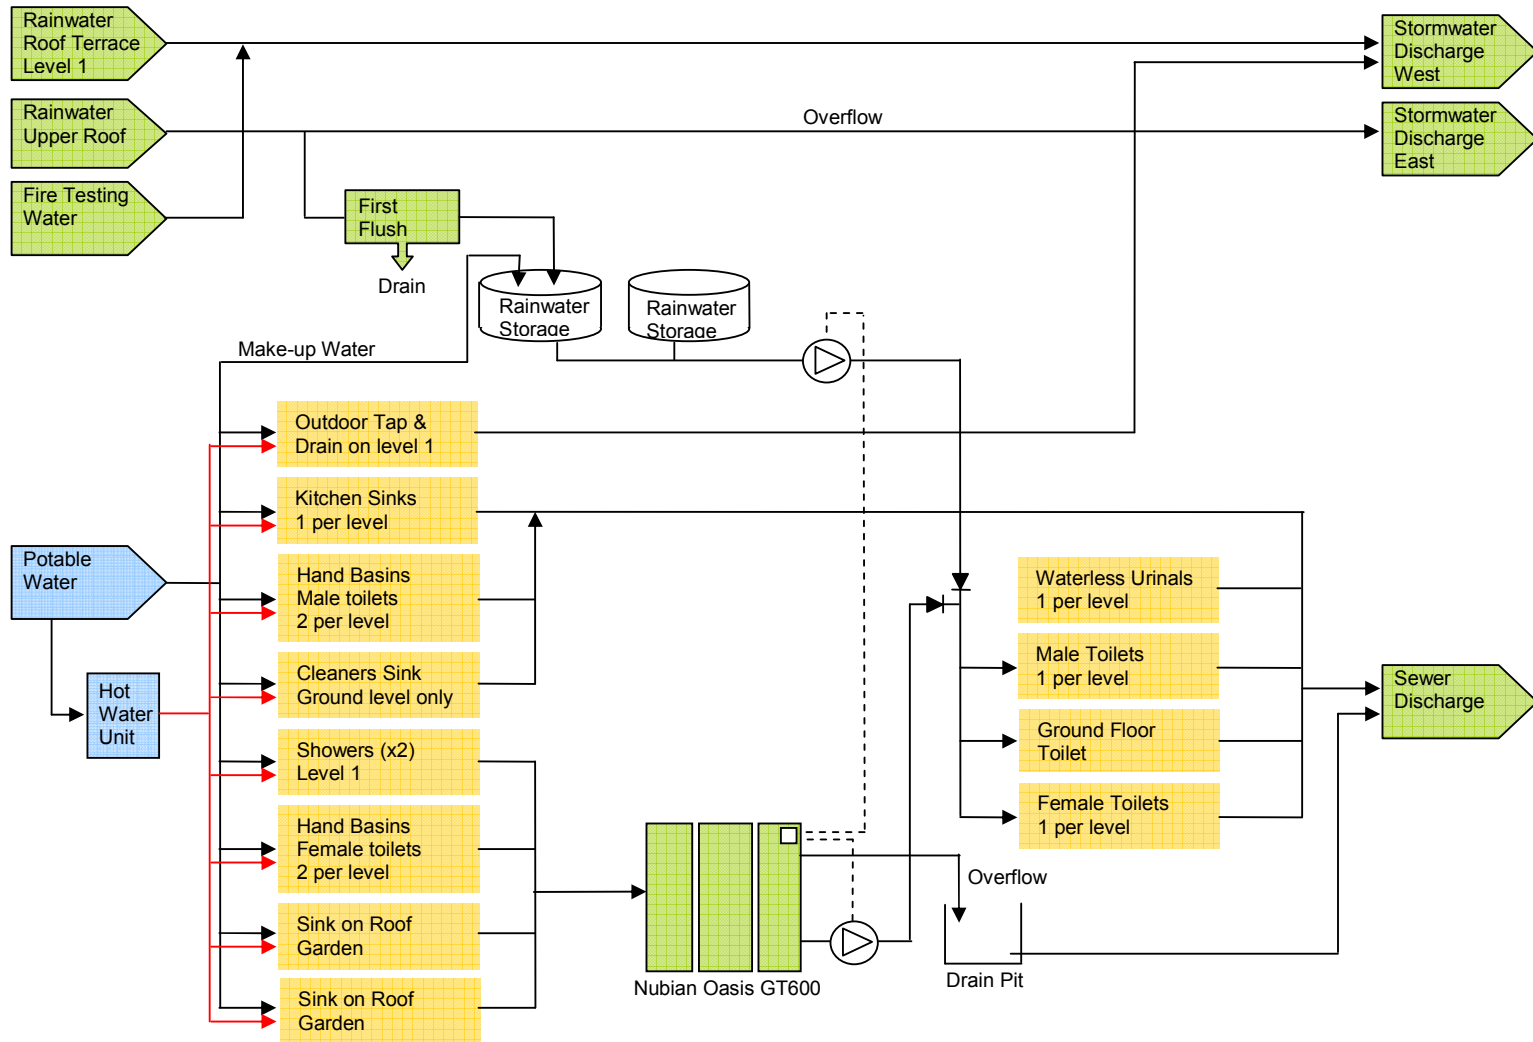 Rainwater
Roof Terrace
Level 1
Stormwater
Discharge
West
Rainwater
Upper Roof
Overflow
Stormwater
Discharge
East
Fire Testing
Water
First
Flush
Drain
Rainwater
Storage
Rainwater
Storage
Make-up Water
Outdoor Tap &
Drain on level 1
Kitchen Sinks
1 per level
Potable
Water
Hand Basins
Male toilets
2 per level
Waterless Urinals
1 per level
Cleaners Sink
Ground level only
Male Toilets
1 per level
Hot
Water
Unit
Sewer
Discharge
Showers (x2)
Level 1
Ground Floor
Toilet
Hand Basins
Female toilets
2 per level
Female Toilets
1 per level
Overflow
Sink on Roof
Garden
Nubian Oasis GT600
Drain Pit
Sink on Roof
Garden